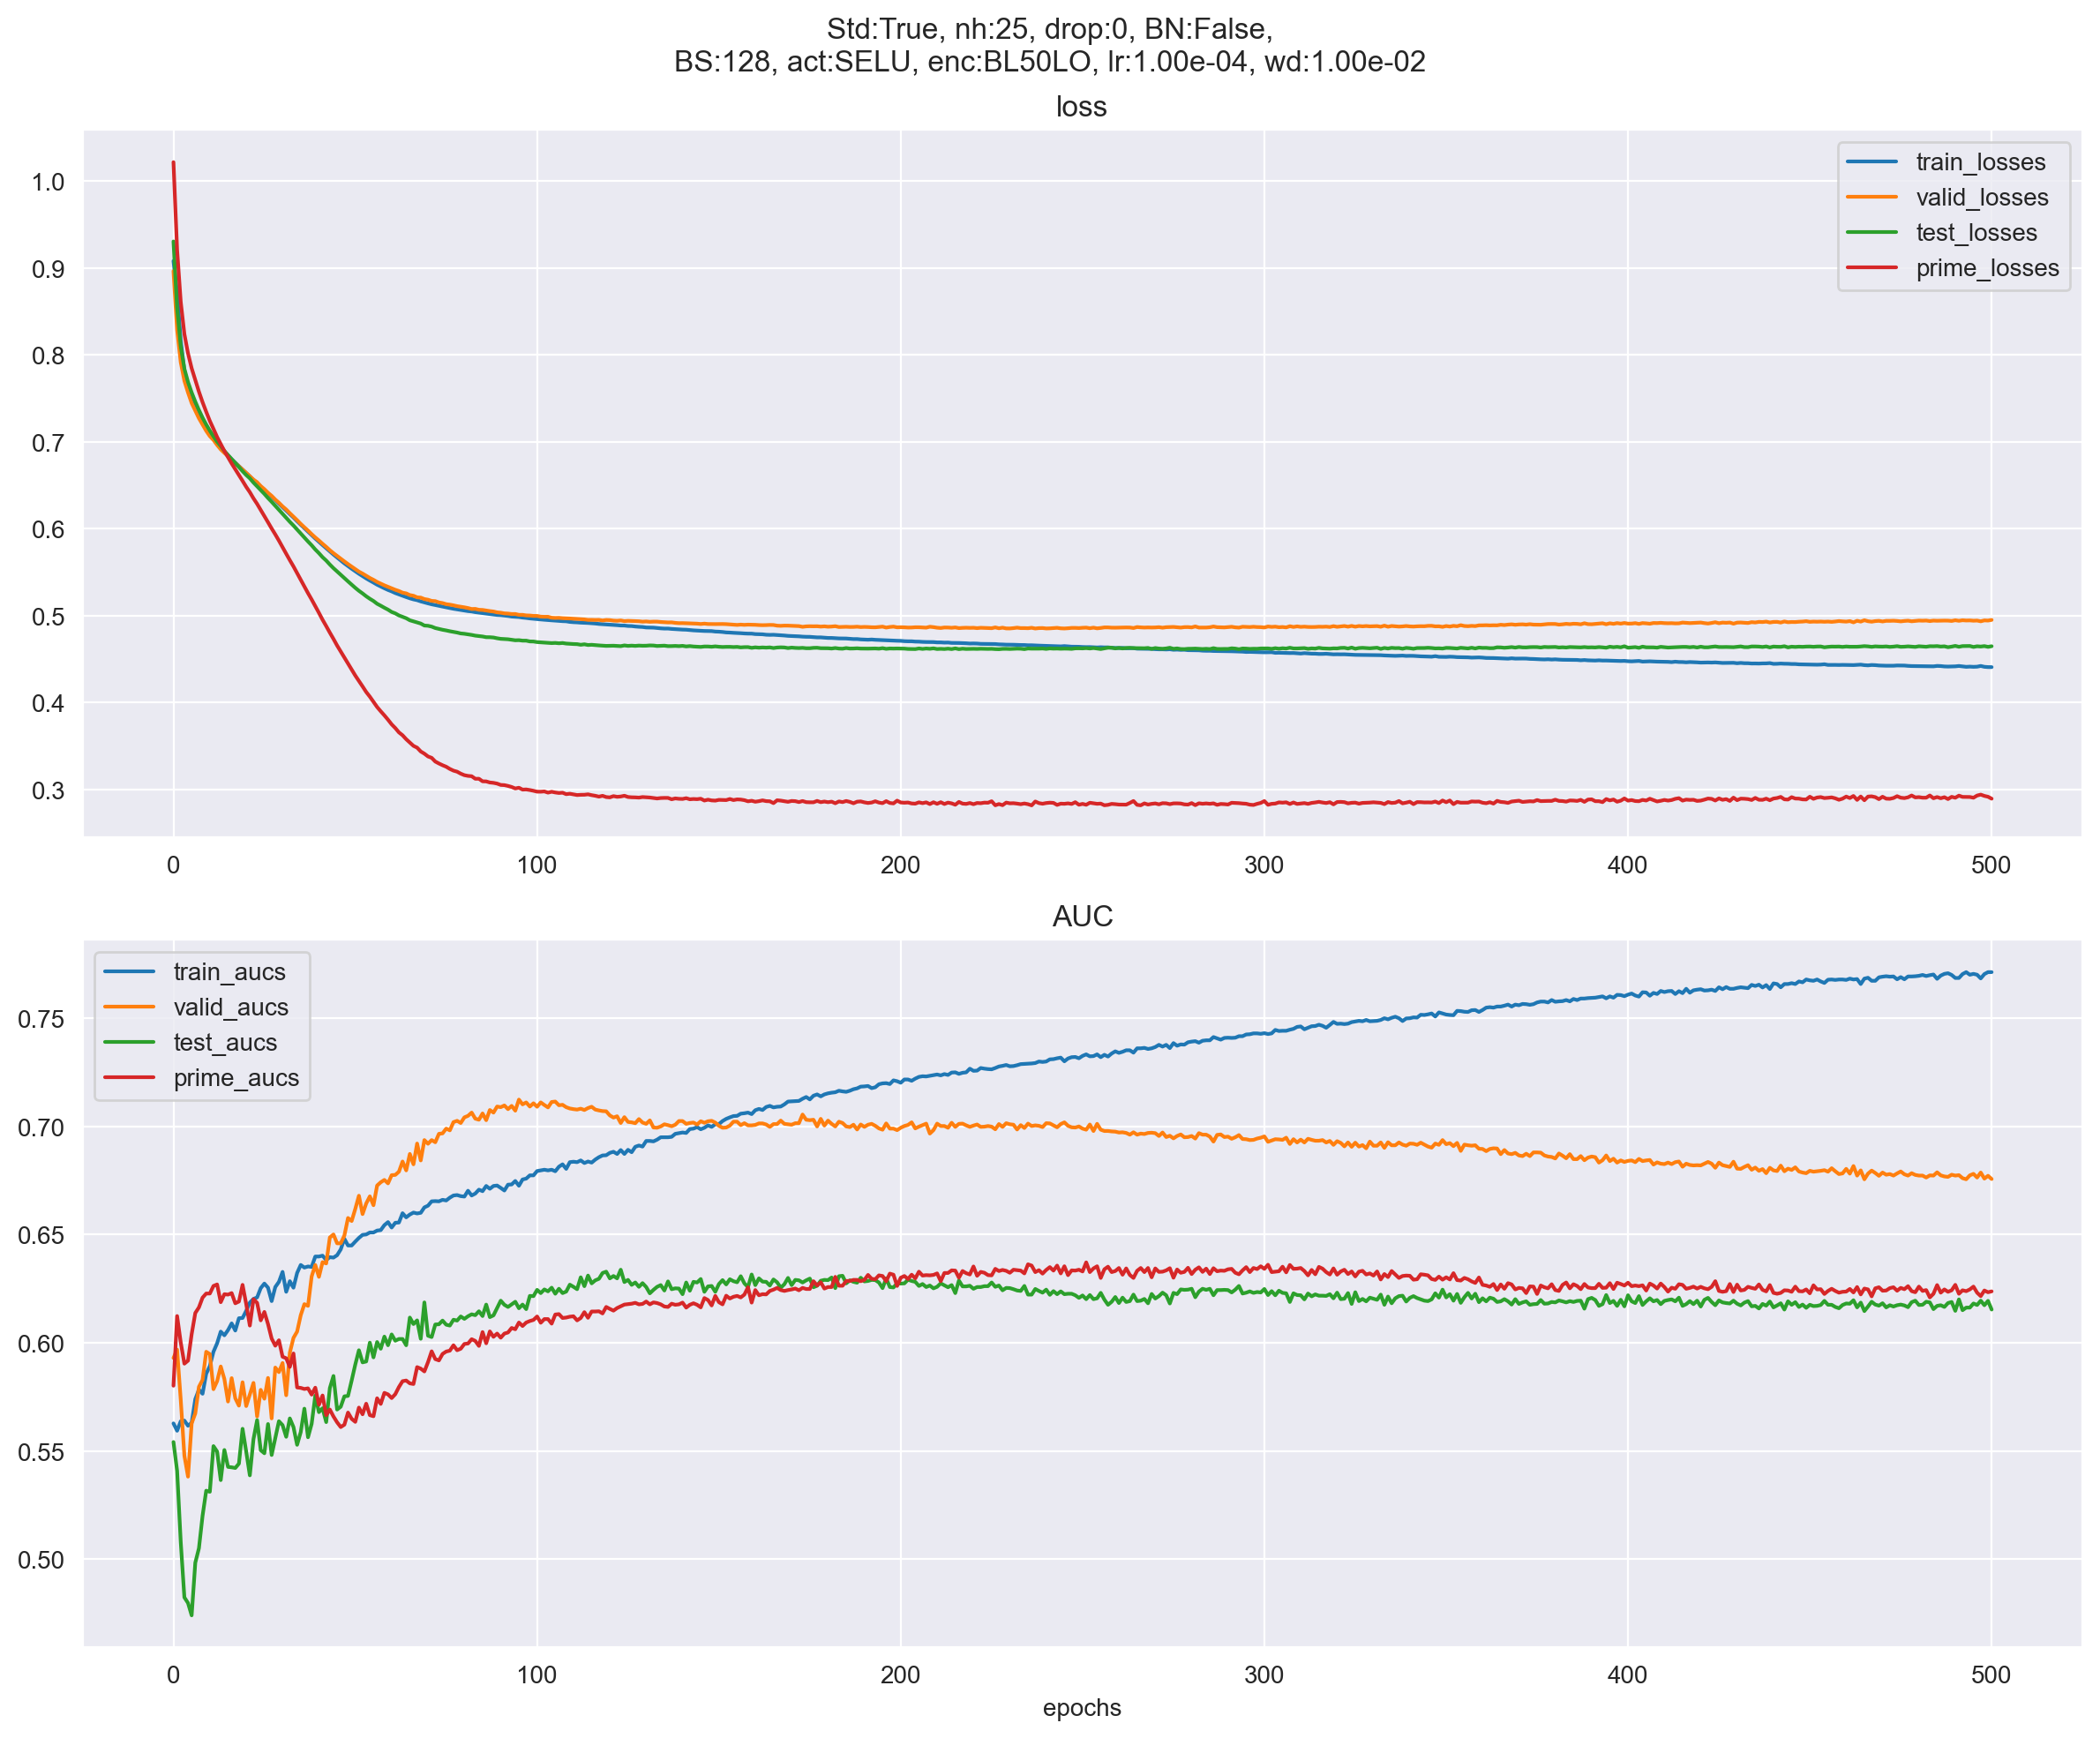 Std:True, nh:25, drop:0, BN:False,
BS:128, act:SELU, enc:BL50LO, lr:1.00e-04, wd:1.00e-02
loss
1.0
0.9
0.8
0.7
0.6
0.5
0.4
0.3
train_losses
valid_losses
test_losses
prime_losses
0 100 200 300 400 500
AUC
0.75
0.70
0.65
0.60
0.55
0.50
train_aucs
valid_aucs
test_aucs
prime_aucs
0 100 200 300 400 500
epochs